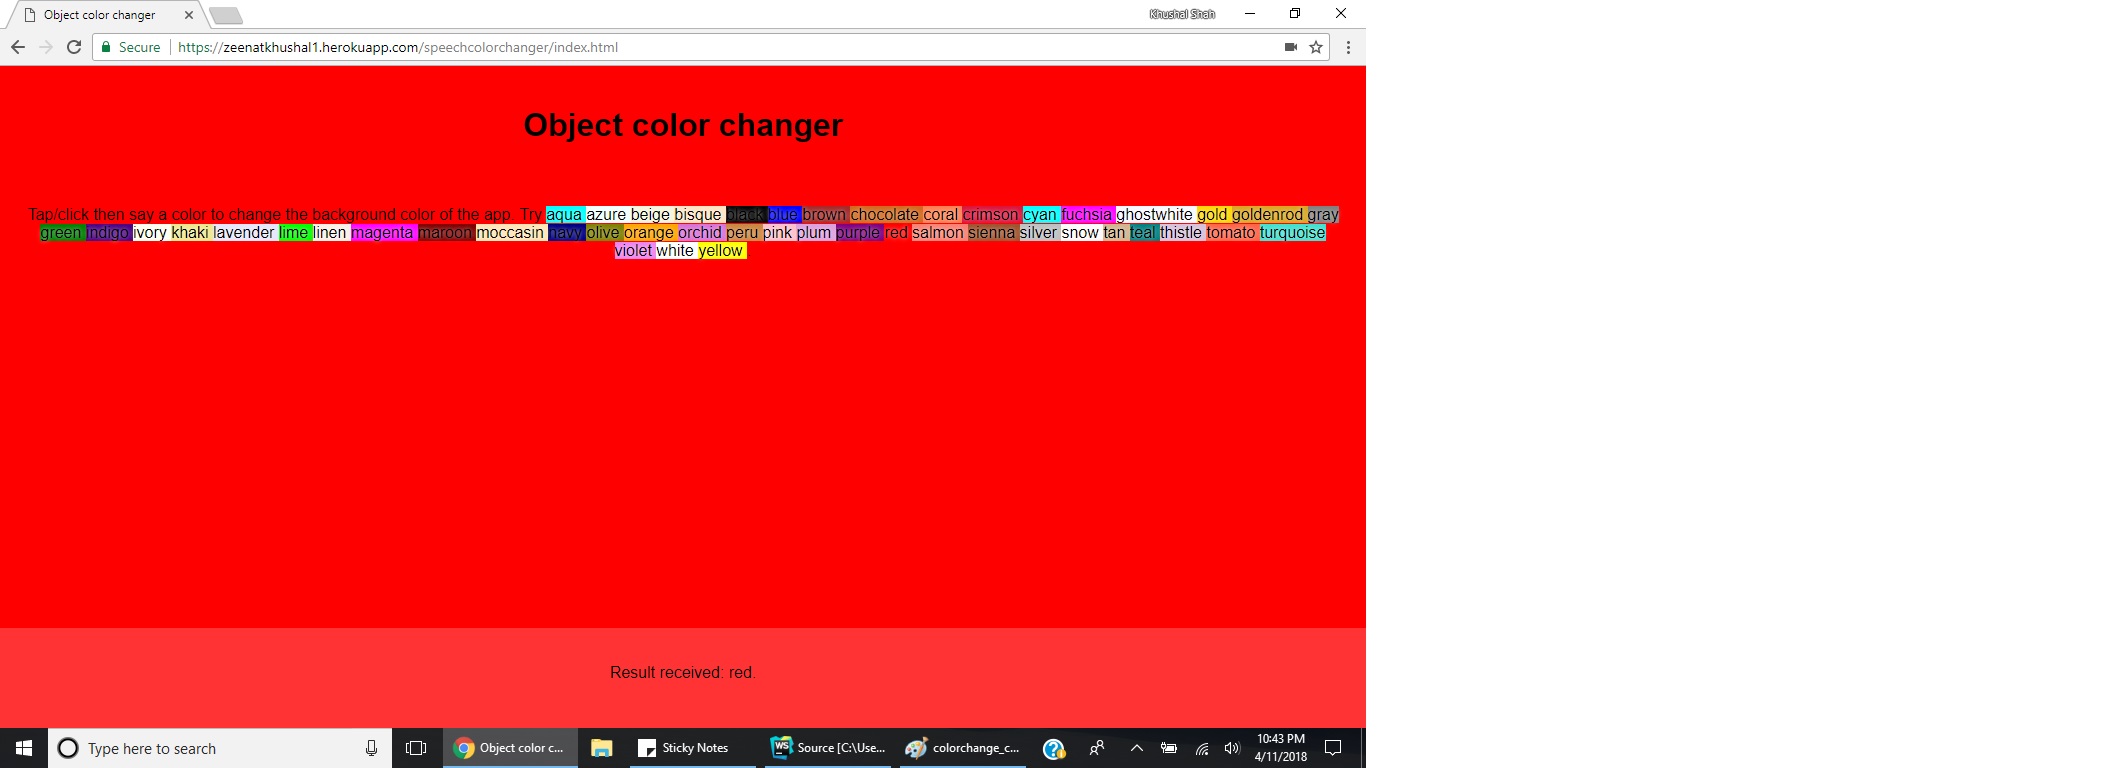 Object color changer
Khushal Shah
Secure
https://zeenatkhushal1.herokuapp.com/speechcolorchanger/index.html
Object color changer
Tap/click then say a color to change the background color of the app. Try aqua azure beige bisque black blue brown chocolate coral crimson cyan fuchsia ghostwhite gold goldenrod gray
green indigo ivory khaki lavender lime linen magenta maroon moccasin navy olive orange orchid peru pink plum purple red salmon sienna silver snow tan teal thistle tomato turquoise
violet white yellow
Result received: red.
Type here to search
Object color c...
Sticky Notes
WS
Source [C:\Use...
colorchange_c...
10:43 PM
4/11/2018